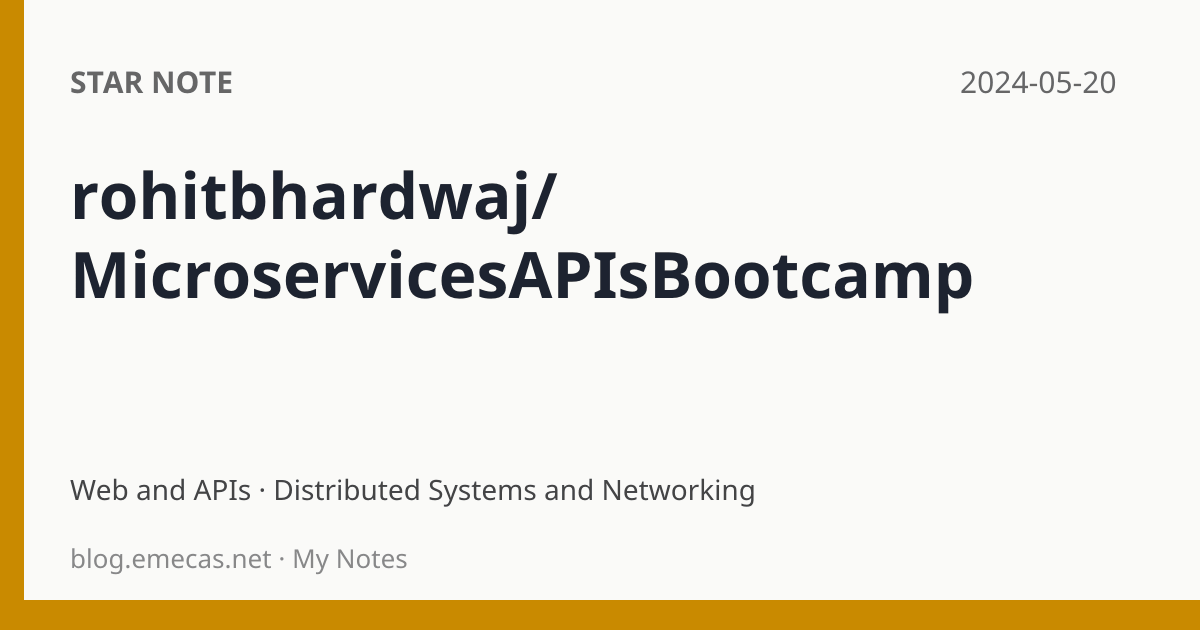 STAR NOTE
2024-05-20
rohitbhardwaj/
MicroservicesAPIsBootcamp
Web and APIs · Distributed Systems and Networking
blog.emecas.net · My Notes